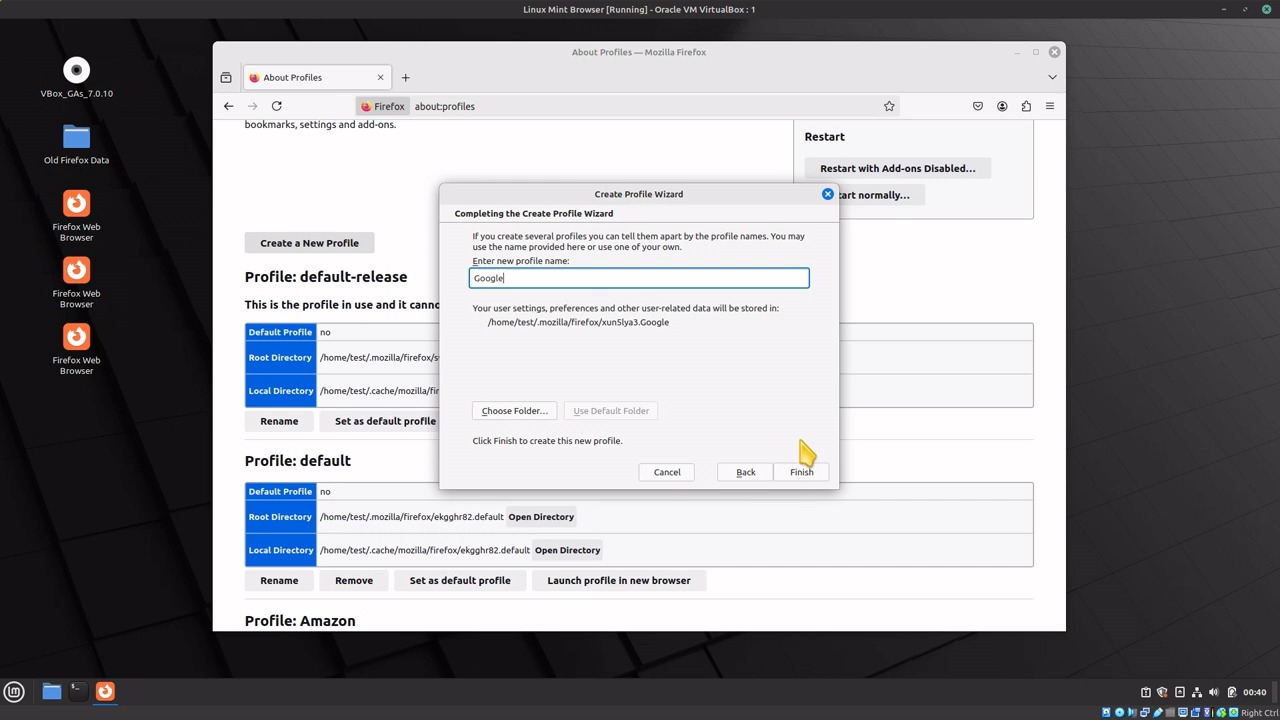 Linux Mint Browser [Running] - Oracle VM VirtualBox : 1
VBox_GAs_7.0.10
Old Firefox Data
Firefox Web
Browser
Firefox Web
Browser
Firefox Web
Browser
About Profiles — Mozilla Firefox
About Profiles
Firefox
about:profiles
bookmarks, settings and add-ons.
Restart
Restart with Add-ons Disabled...
art normally...
Create a New Profile
Profile: default-release
This is the profile in use and it canno
Default Profile no
Root Directory /home/test/.mozilla/firefox/s
Local Directory /home/test/.cache/mozilla/fi
Rename Set as default profile
Create Profile Wizard
Completing the Create Profile Wizard
If you create several profiles you can tell them apart by the profile names. You may
use the name provided here or use one of your own.
Enter new profile name:
Google
Your user settings, preferences and other user-related data will be stored in:
/home/test/.mozilla/firefox/xun5lya3.Google
Choose Folder... Use Default Folder
Click Finish to create this new profile.
Cancel Back Finish
Profile: default
Default Profile no
Root Directory /home/test/.mozilla/firefox/ekgghr82.default Open Directory
Local Directory /home/test/.cache/mozilla/firefox/ekgghr82.default Open Directory
Rename Remove Set as default profile Launch profile in new browser
Profile: Amazon
00:40
Right Ctrl